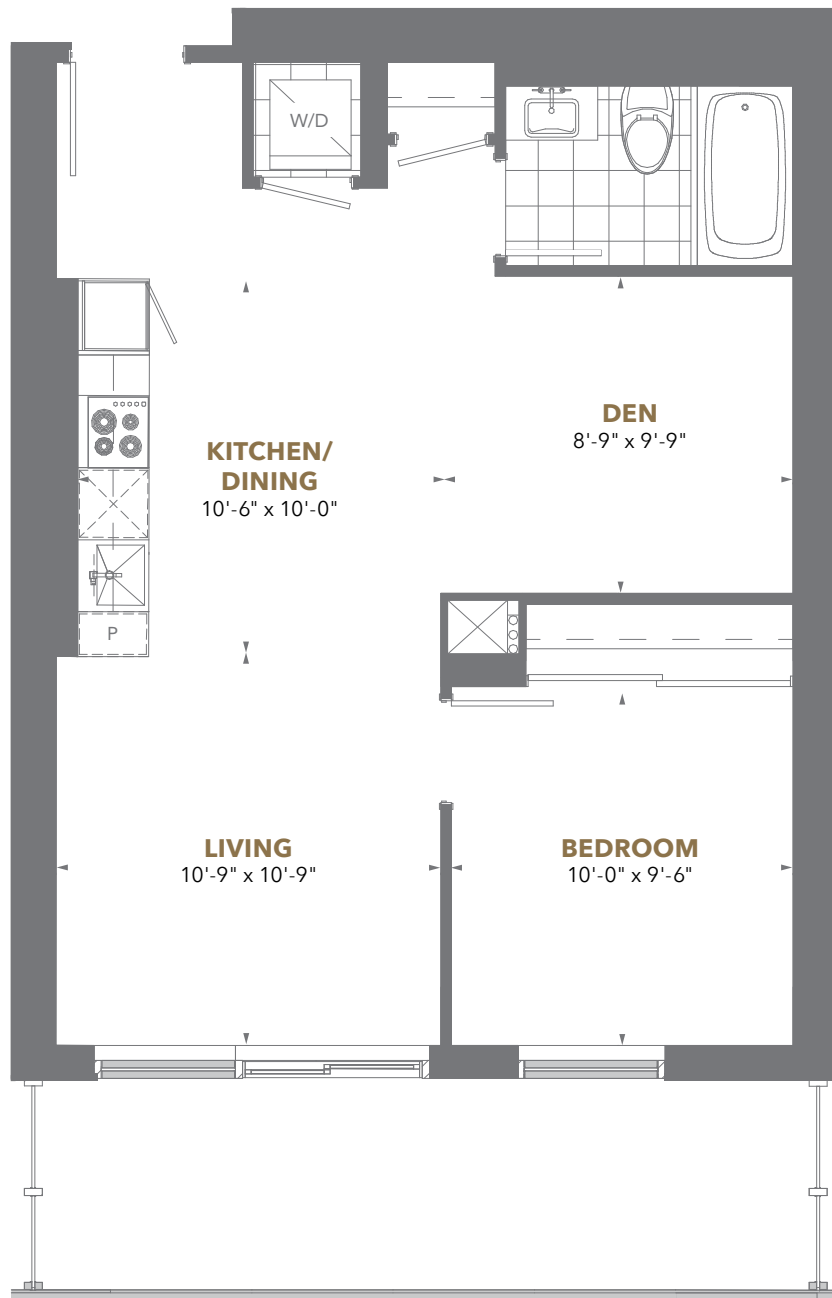 W/D
DEN
8'-9" x 9'-9"
KITCHEN/
DINING
10'-6" x 10'-0"
P
LIVING
10'-9" x 10'-9"
BEDROOM
10'-0" x 9'-6"